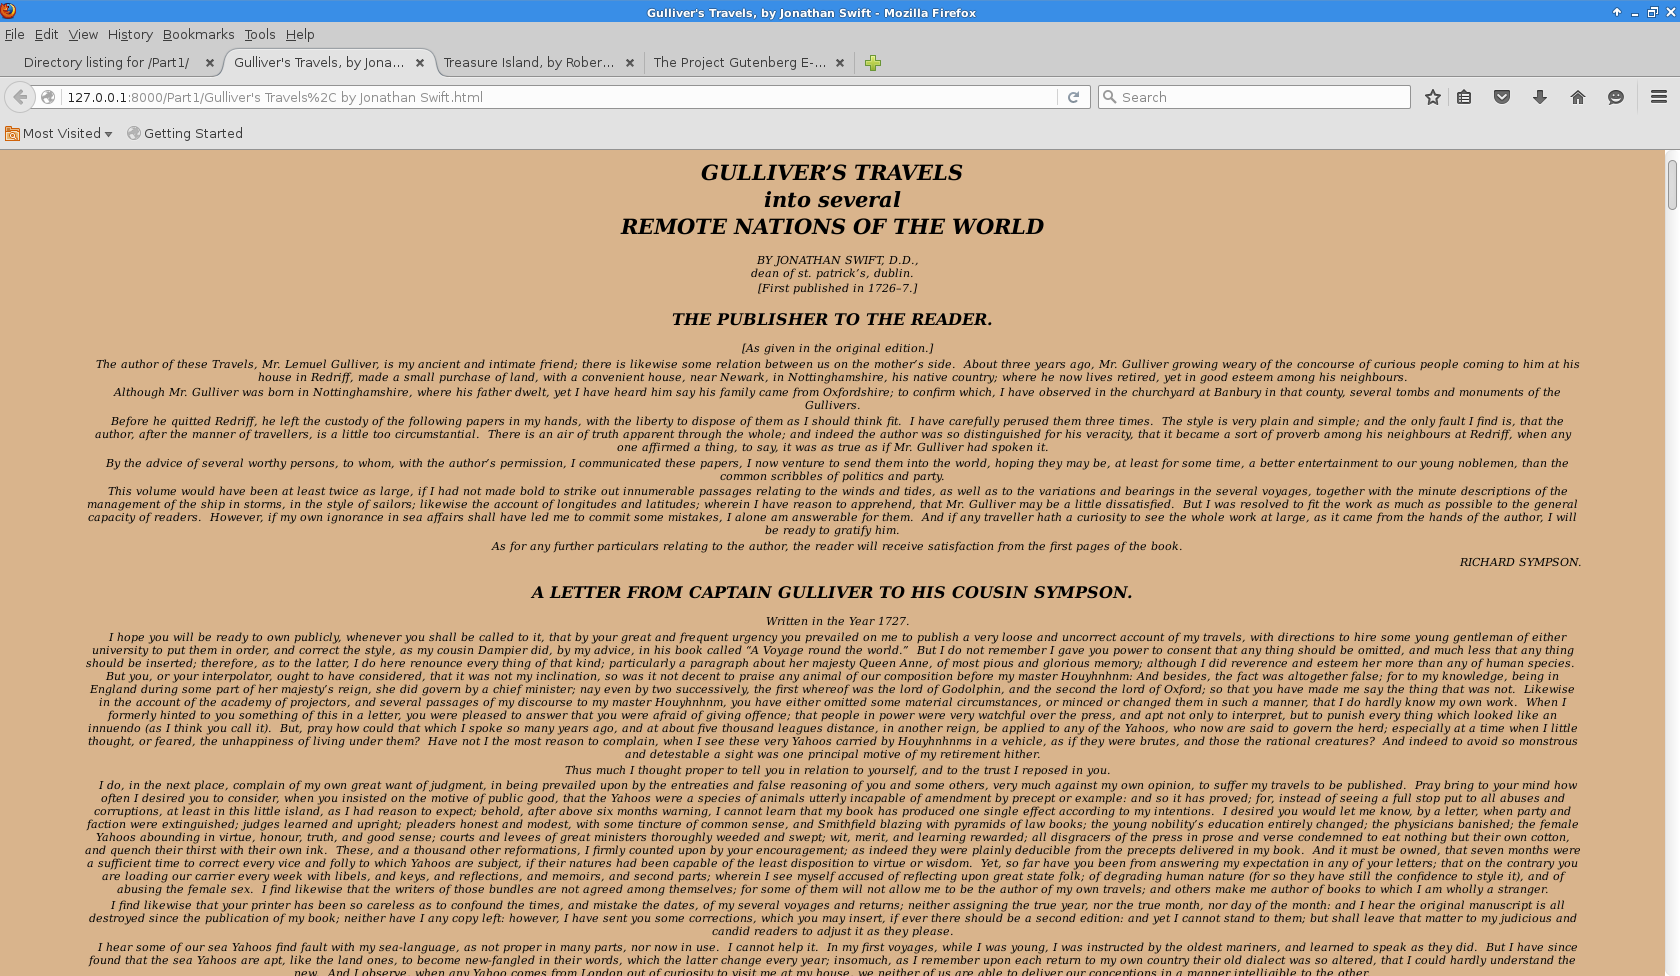 Gulliver's Travels, by Jonathan Swift - Mozilla Firefox
File Edit View History Bookmarks Tools Help
Directory listing for /Part1/
Gulliver's Travels, by Jona...
Treasure Island, by Rober...
The Project Gutenberg E-...
127.0.0.1:8000/Part1/Gulliver's Travels%2C by Jonathan Swift.html
Search
Most Visited
Getting Started
GULLIVER’S TRAVELS
into several
REMOTE NATIONS OF THE WORLD
BY JONATHAN SWIFT, D.D.,
dean of st. patrick’s, dublin.
[First published in 1726–7.]
THE PUBLISHER TO THE READER.
[As given in the original edition.]
The author of these Travels, Mr. Lemuel Gulliver, is my ancient and intimate friend; there is likewise some relation between us on the mother’s side.  About three years ago, Mr. Gulliver growing weary of the concourse of curious people coming to him at his
house in Redriff, made a small purchase of land, with a convenient house, near Newark, in Nottinghamshire, his native country; where he now lives retired, yet in good esteem among his neighbours.
Although Mr. Gulliver was born in Nottinghamshire, where his father dwelt, yet I have heard him say his family came from Oxfordshire; to confirm which, I have observed in the churchyard at Banbury in that county, several tombs and monuments of the
Gullivers.
Before he quitted Redriff, he left the custody of the following papers in my hands, with the liberty to dispose of them as I should think fit.  I have carefully perused them three times.  The style is very plain and simple; and the only fault I find is, that the
author, after the manner of travellers, is a little too circumstantial.  There is an air of truth apparent through the whole; and indeed the author was so distinguished for his veracity, that it became a sort of proverb among his neighbours at Redriff, when any
one affirmed a thing, to say, it was as true as if Mr. Gulliver had spoken it.
By the advice of several worthy persons, to whom, with the author’s permission, I communicated these papers, I now venture to send them into the world, hoping they may be, at least for some time, a better entertainment to our young noblemen, than the
common scribbles of politics and party.
This volume would have been at least twice as large, if I had not made bold to strike out innumerable passages relating to the winds and tides, as well as to the variations and bearings in the several voyages, together with the minute descriptions of the
management of the ship in storms, in the style of sailors; likewise the account of longitudes and latitudes; wherein I have reason to apprehend, that Mr. Gulliver may be a little dissatisfied.  But I was resolved to fit the work as much as possible to the general
capacity of readers.  However, if my own ignorance in sea affairs shall have led me to commit some mistakes, I alone am answerable for them.  And if any traveller hath a curiosity to see the whole work at large, as it came from the hands of the author, I will
be ready to gratify him.
As for any further particulars relating to the author, the reader will receive satisfaction from the first pages of the book.
RICHARD SYMPSON.
A LETTER FROM CAPTAIN GULLIVER TO HIS COUSIN SYMPSON.
Written in the Year 1727.
I hope you will be ready to own publicly, whenever you shall be called to it, that by your great and frequent urgency you prevailed on me to publish a very loose and uncorrect account of my travels, with directions to hire some young gentleman of either
university to put them in order, and correct the style, as my cousin Dampier did, by my advice, in his book called “A Voyage round the world.”  But I do not remember I gave you power to consent that any thing should be omitted, and much less that any thing
should be inserted; therefore, as to the latter, I do here renounce every thing of that kind; particularly a paragraph about her majesty Queen Anne, of most pious and glorious memory; although I did reverence and esteem her more than any of human species.
But you, or your interpolator, ought to have considered, that it was not my inclination, so was it not decent to praise any animal of our composition before my master Houyhnhnm: And besides, the fact was altogether false; for to my knowledge, being in
England during some part of her majesty’s reign, she did govern by a chief minister; nay even by two successively, the first whereof was the lord of Godolphin, and the second the lord of Oxford; so that you have made me say the thing that was not.  Likewise
in the account of the academy of projectors, and several passages of my discourse to my master Houyhnhnm, you have either omitted some material circumstances, or minced or changed them in such a manner, that I do hardly know my own work.  When I
formerly hinted to you something of this in a letter, you were pleased to answer that you were afraid of giving offence; that people in power were very watchful over the press, and apt not only to interpret, but to punish every thing which looked like an
innuendo (as I think you call it).  But, pray how could that which I spoke so many years ago, and at about five thousand leagues distance, in another reign, be applied to any of the Yahoos, who now are said to govern the herd; especially at a time when I little
thought, or feared, the unhappiness of living under them?  Have not I the most reason to complain, when I see these very Yahoos carried by Houyhnhnms in a vehicle, as if they were brutes, and those the rational creatures?  And indeed to avoid so monstrous
and detestable a sight was one principal motive of my retirement hither.
Thus much I thought proper to tell you in relation to yourself, and to the trust I reposed in you.
I do, in the next place, complain of my own great want of judgment, in being prevailed upon by the entreaties and false reasoning of you and some others, very much against my own opinion, to suffer my travels to be published.  Pray bring to your mind how
often I desired you to consider, when you insisted on the motive of public good, that the Yahoos were a species of animals utterly incapable of amendment by precept or example: and so it has proved; for, instead of seeing a full stop put to all abuses and
corruptions, at least in this little island, as I had reason to expect; behold, after above six months warning, I cannot learn that my book has produced one single effect according to my intentions.  I desired you would let me know, by a letter, when party and
faction were extinguished; judges learned and upright; pleaders honest and modest, with some tincture of common sense, and Smithfield blazing with pyramids of law books; the young nobility’s education entirely changed; the physicians banished; the female
Yahoos abounding in virtue, honour, truth, and good sense; courts and levees of great ministers thoroughly weeded and swept; wit, merit, and learning rewarded; all disgracers of the press in prose and verse condemned to eat nothing but their own cotton,
and quench their thirst with their own ink.  These, and a thousand other reformations, I firmly counted upon by your encouragement; as indeed they were plainly deducible from the precepts delivered in my book.  And it must be owned, that seven months were
a sufficient time to correct every vice and folly to which Yahoos are subject, if their natures had been capable of the least disposition to virtue or wisdom.  Yet, so far have you been from answering my expectation in any of your letters; that on the contrary you
are loading our carrier every week with libels, and keys, and reflections, and memoirs, and second parts; wherein I see myself accused of reflecting upon great state folk; of degrading human nature (for so they have still the confidence to style it), and of
abusing the female sex.  I find likewise that the writers of those bundles are not agreed among themselves; for some of them will not allow me to be the author of my own travels; and others make me author of books to which I am wholly a stranger.
I find likewise that your printer has been so careless as to confound the times, and mistake the dates, of my several voyages and returns; neither assigning the true year, nor the true month, nor day of the month: and I hear the original manuscript is all
destroyed since the publication of my book; neither have I any copy left: however, I have sent you some corrections, which you may insert, if ever there should be a second edition: and yet I cannot stand to them; but shall leave that matter to my judicious and
candid readers to adjust it as they please.
I hear some of our sea Yahoos find fault with my sea-language, as not proper in many parts, nor now in use.  I cannot help it.  In my first voyages, while I was young, I was instructed by the oldest mariners, and learned to speak as they did.  But I have since
found that the sea Yahoos are apt, like the land ones, to become new-fangled in their words, which the latter change every year; insomuch, as I remember upon each return to my own country their old dialect was so altered, that I could hardly understand the
new.  And I observe, when any Yahoo comes from London out of curiosity to visit me at my house, we neither of us are able to deliver our conceptions in a manner intelligible to the other.